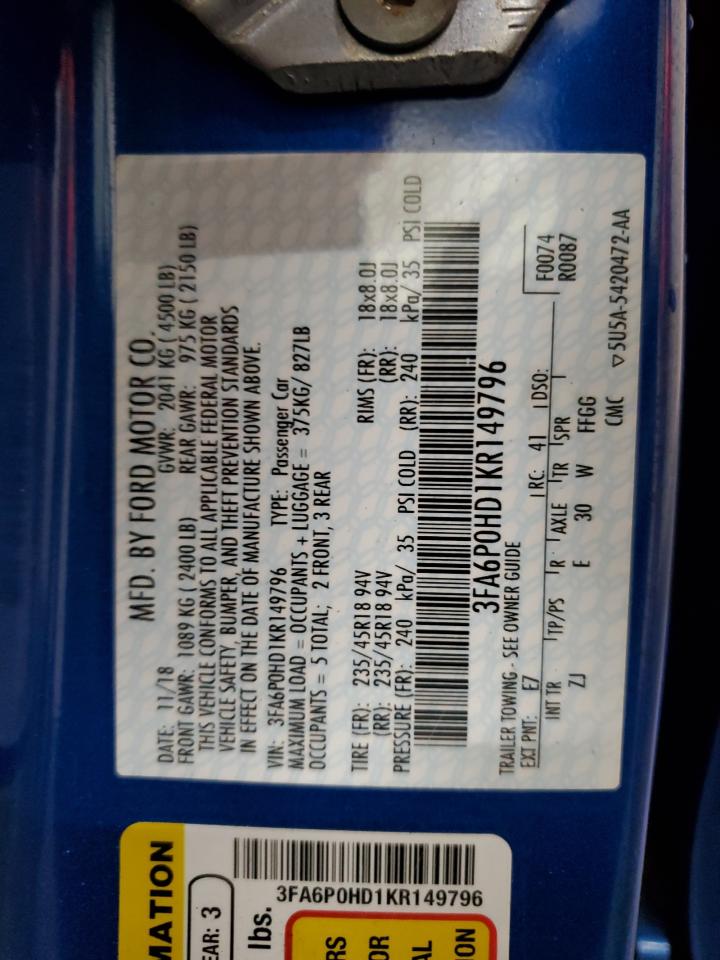 MFD. BY FORD MOTOR CO.
DATE: 11/18 GVWR: 2041 KG ( 4500 LB)
FRONT GAWR: 1089 KG ( 2400 LB) REAR GAWR: 975 KG ( 2150 LB)
THIS VEHICLE CONFORMS TO ALL APPLICABLE FEDERAL MOTOR
VEHICLE SAFETY, BUMPER, AND THEFT PREVENTION STANDARDS
IN EFFECT ON THE DATE OF MANUFACTURE SHOWN ABOVE.
VIN: 3FA6P0HD1KR149796 TYPE: Passenger Car
MAXIMUM LOAD = OCCUPANTS + LUGGAGE = 375KG/ 827LB
OCCUPANTS = 5 TOTAL; 2 FRONT, 3 REAR
TIRE (FR): 235/45R18 94V RIMS (FR): 18x8.0J
(RR): 235/45R18 94V (RR): 18x8.0J
PRESSURE (FR): 240 kPa/ 35 PSI COLD (RR): 240 kPa/ 35 PSI COLD
3FA6P0HD1KR149796
TRAILER TOWING - SEE OWNER GUIDE
EXT PNT: E7 RC: 41 DSO: F0074
R0087
INT TR TP/PS R AXLE TR SPR
ZJ E 30 W FFGG
CMC ▽5U5A-5420472-AA
MATION
EAR: 3
lbs.
3FA6P0HD1KR149796
RS
OR
AL
ION